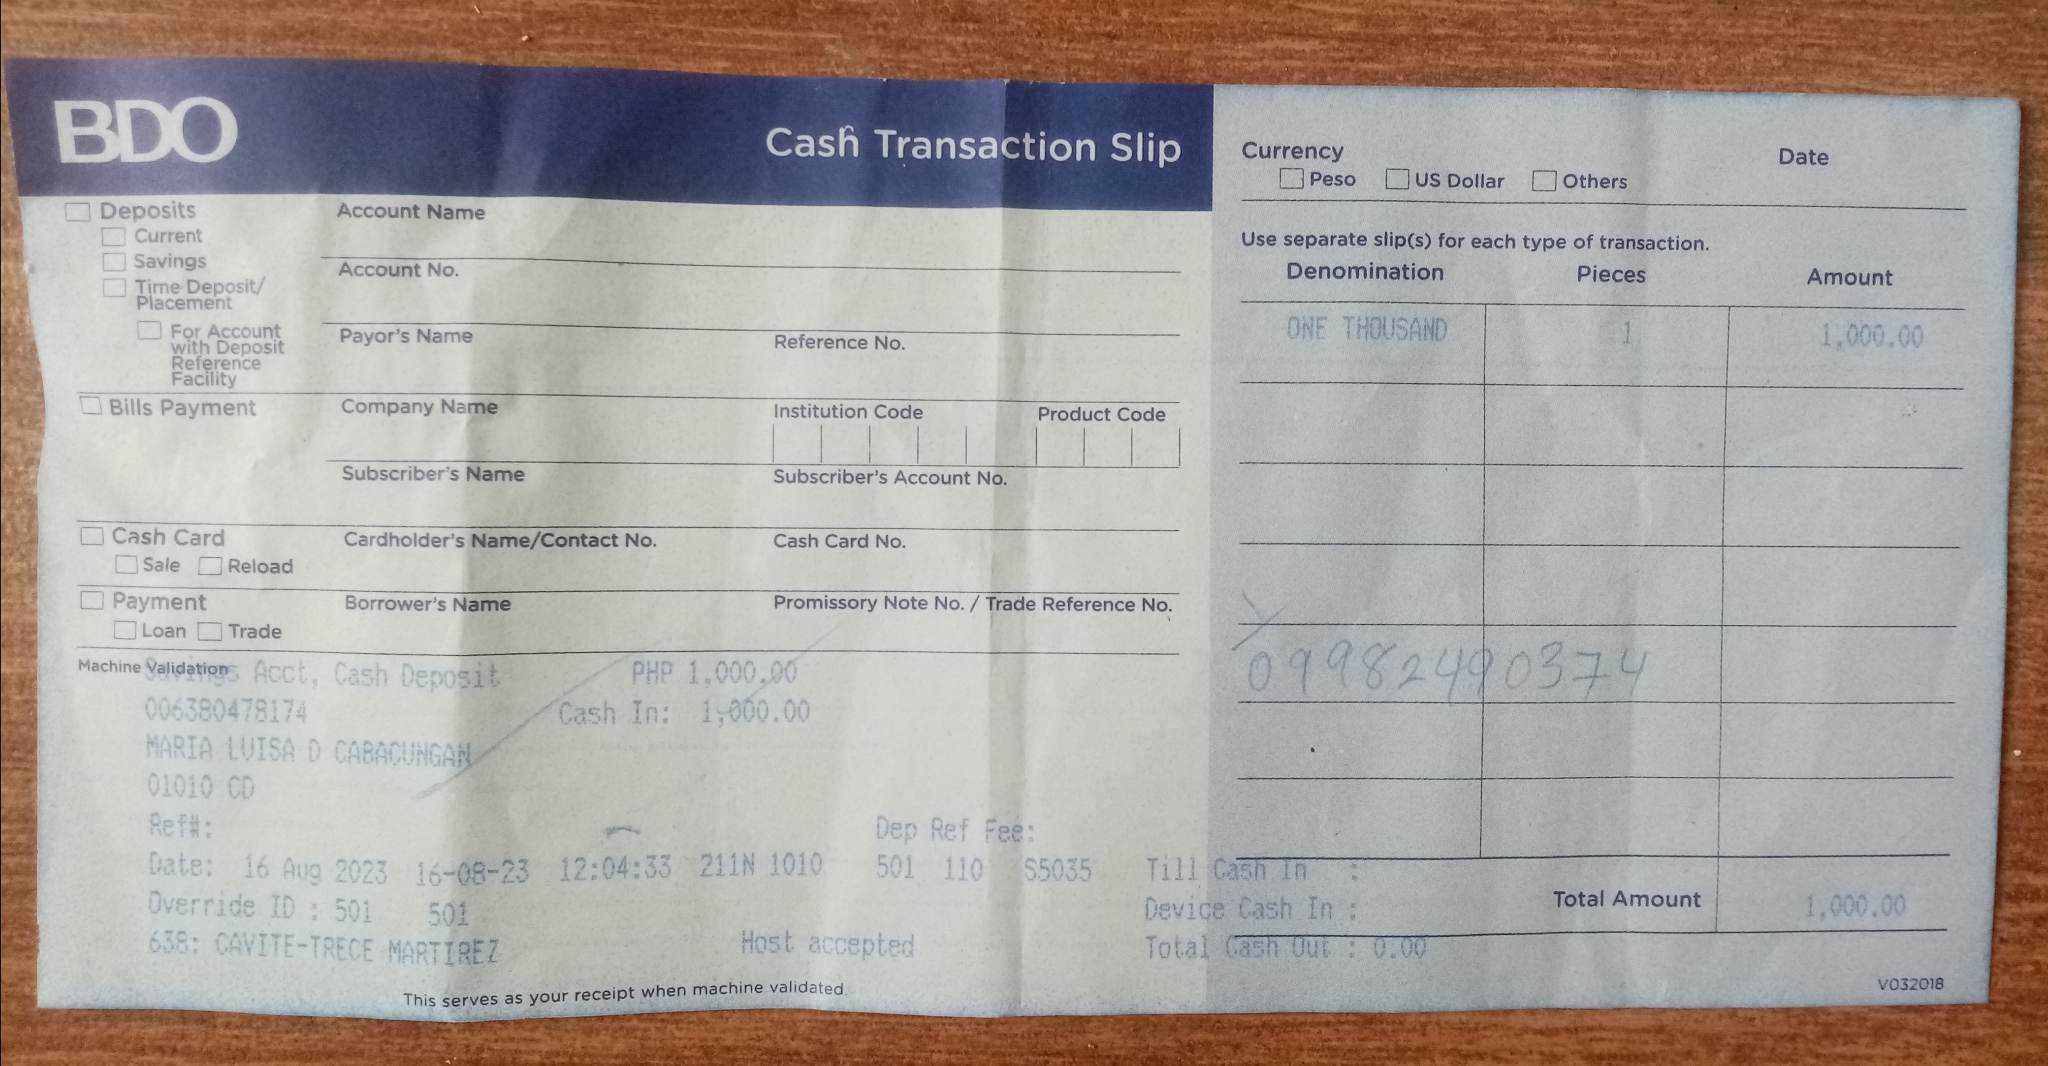 BDO
Cash Transaction Slip
Currency
Peso US Dollar Others
Date
Deposits
Current
Savings
Time Deposit/
Placement
For Account
with Deposit
Reference
Facility
Account Name
Account No.
Payor's Name Reference No.
Bills Payment
Company Name Institution Code Product Code
Subscriber's Name Subscriber's Account No.
Cash Card
Sale Reload
Cardholder's Name/Contact No. Cash Card No.
Payment
Loan Trade
Borrower's Name Promissory Note No. / Trade Reference No.
Use separate slip(s) for each type of transaction.
Denomination Pieces Amount
ONE THOUSAND 1 1,000.00
09982490374
Machine Validation
Savings Acct, Cash Deposit PHP 1,000.00
006380478174 Cash In: 1,000.00
MARIA LUISA D CABACUNGAN
01010 CD
Ref#: Dep Ref Fee:
Date: 16 Aug 2023 16-08-23 12:04:33 211N 1010 501 110 S5035 Till Cash In :
Override ID : 501 501 Device Cash In :
Total Amount 1,000.00
638: CAVITE-TRECE MARTIREZ Host accepted Total Cash Out : 0.00
This serves as your receipt when machine validated.
V032018